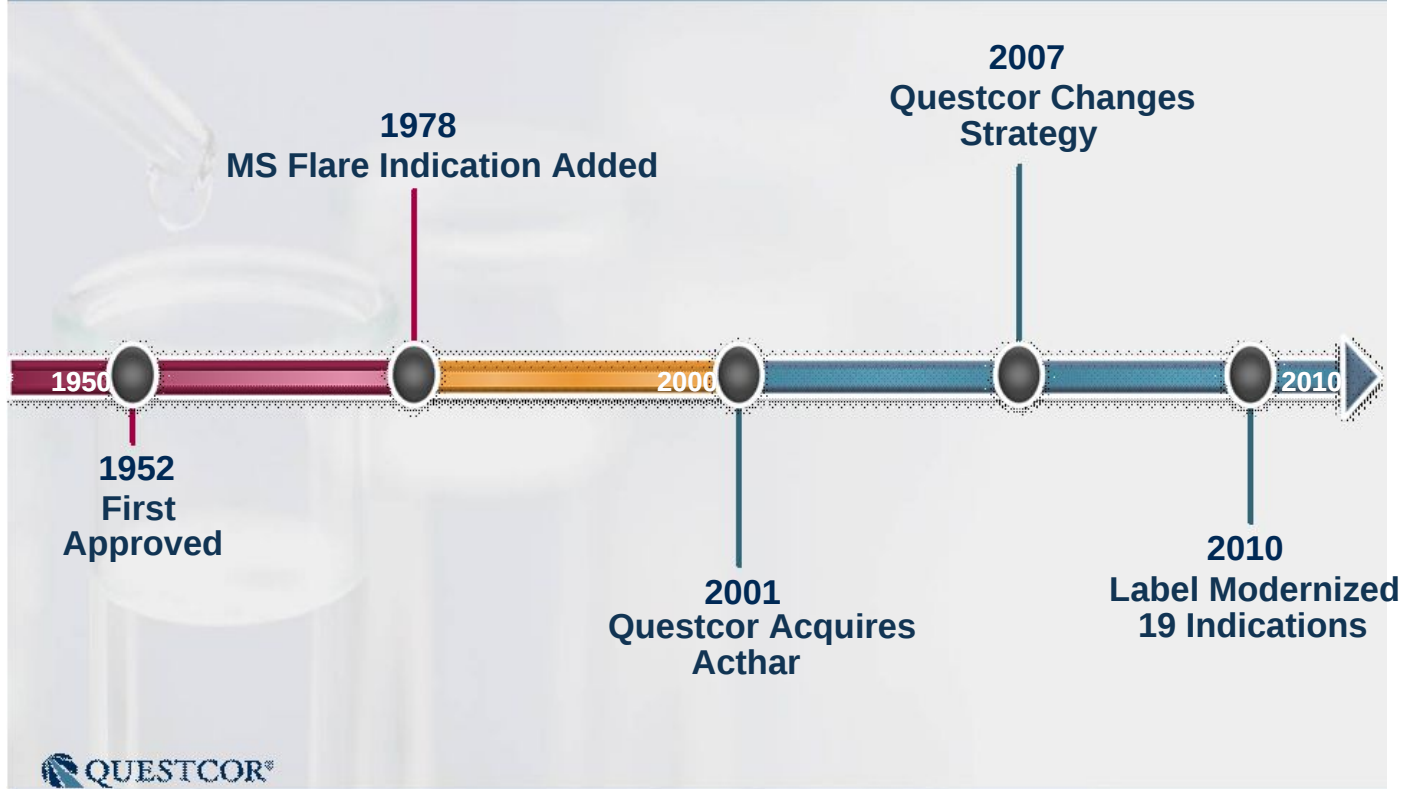 2007
Questcor Changes
Strategy
1978
MS Flare Indication Added
1950
2000
2010
1952
First
Approved
2001
Questcor Acquires
Acthar
2010
Label Modernized
19 Indications
QUESTCOR®